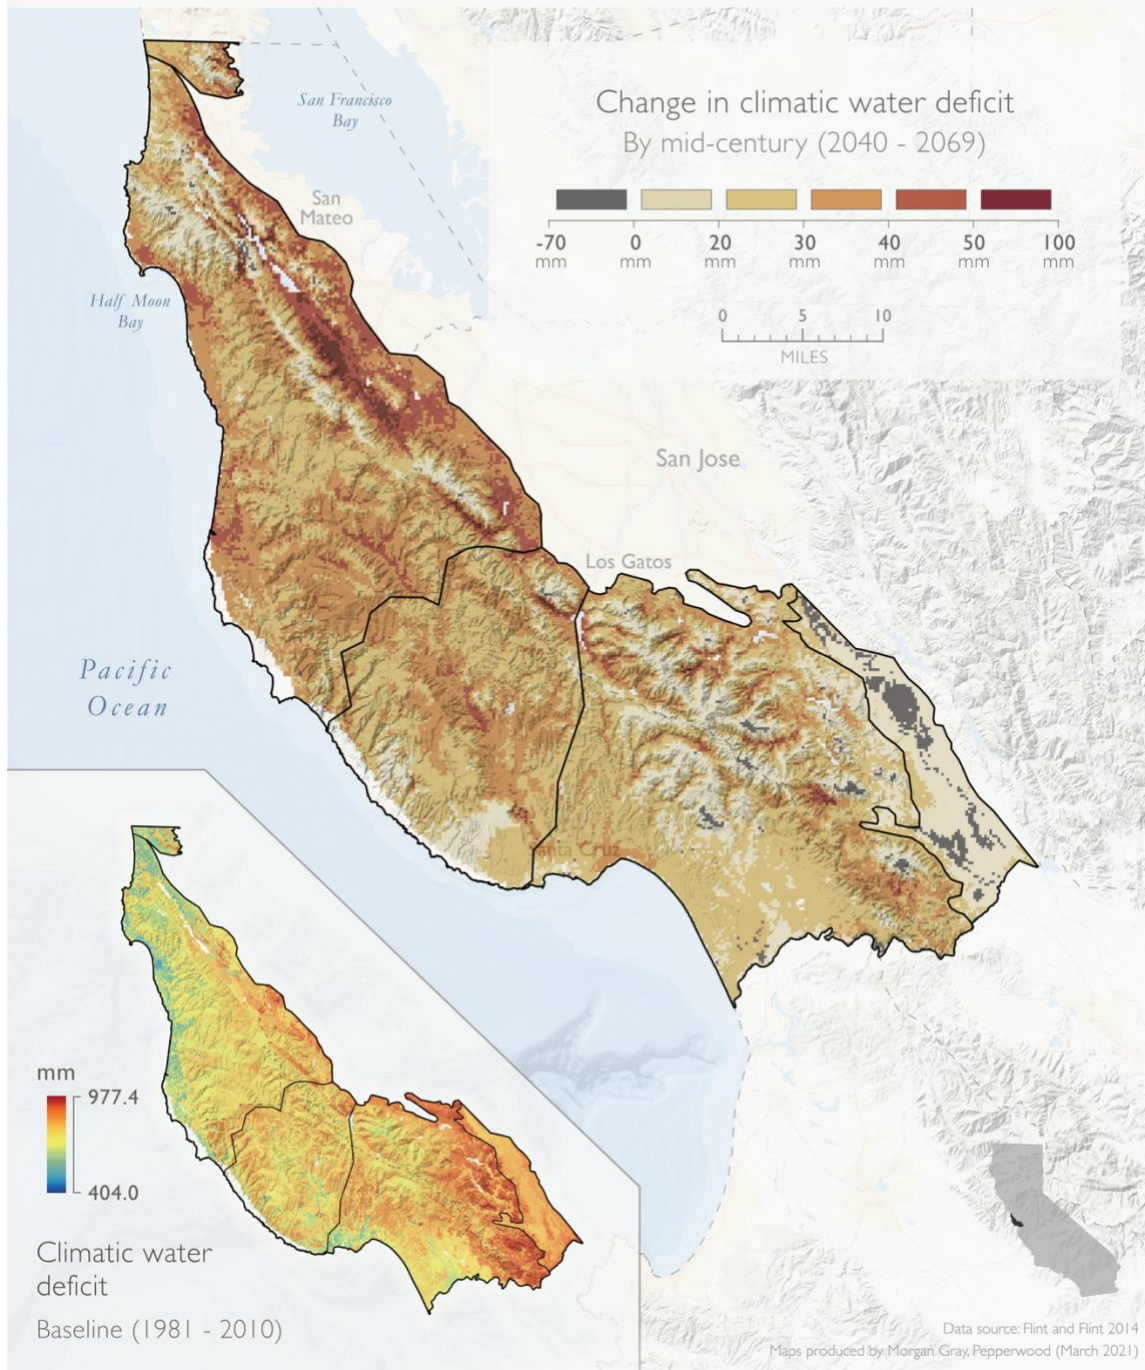 San Francisco
Bay
Change in climatic water deficit
By mid-century (2040 - 2069)
-70 0 20 30 40 50 100
mm mm mm mm mm mm mm
0 5 10
MILES
San
Mateo
Half Moon
Bay
San Jose
Los Gatos
Pacific
Ocean
Santa Cruz
mm
977.4
404.0
Climatic water
deficit
Baseline (1981 - 2010)
Data source: Flint and Flint 2014
Maps produced by Morgan Gray, Pepperwood (March 2021)